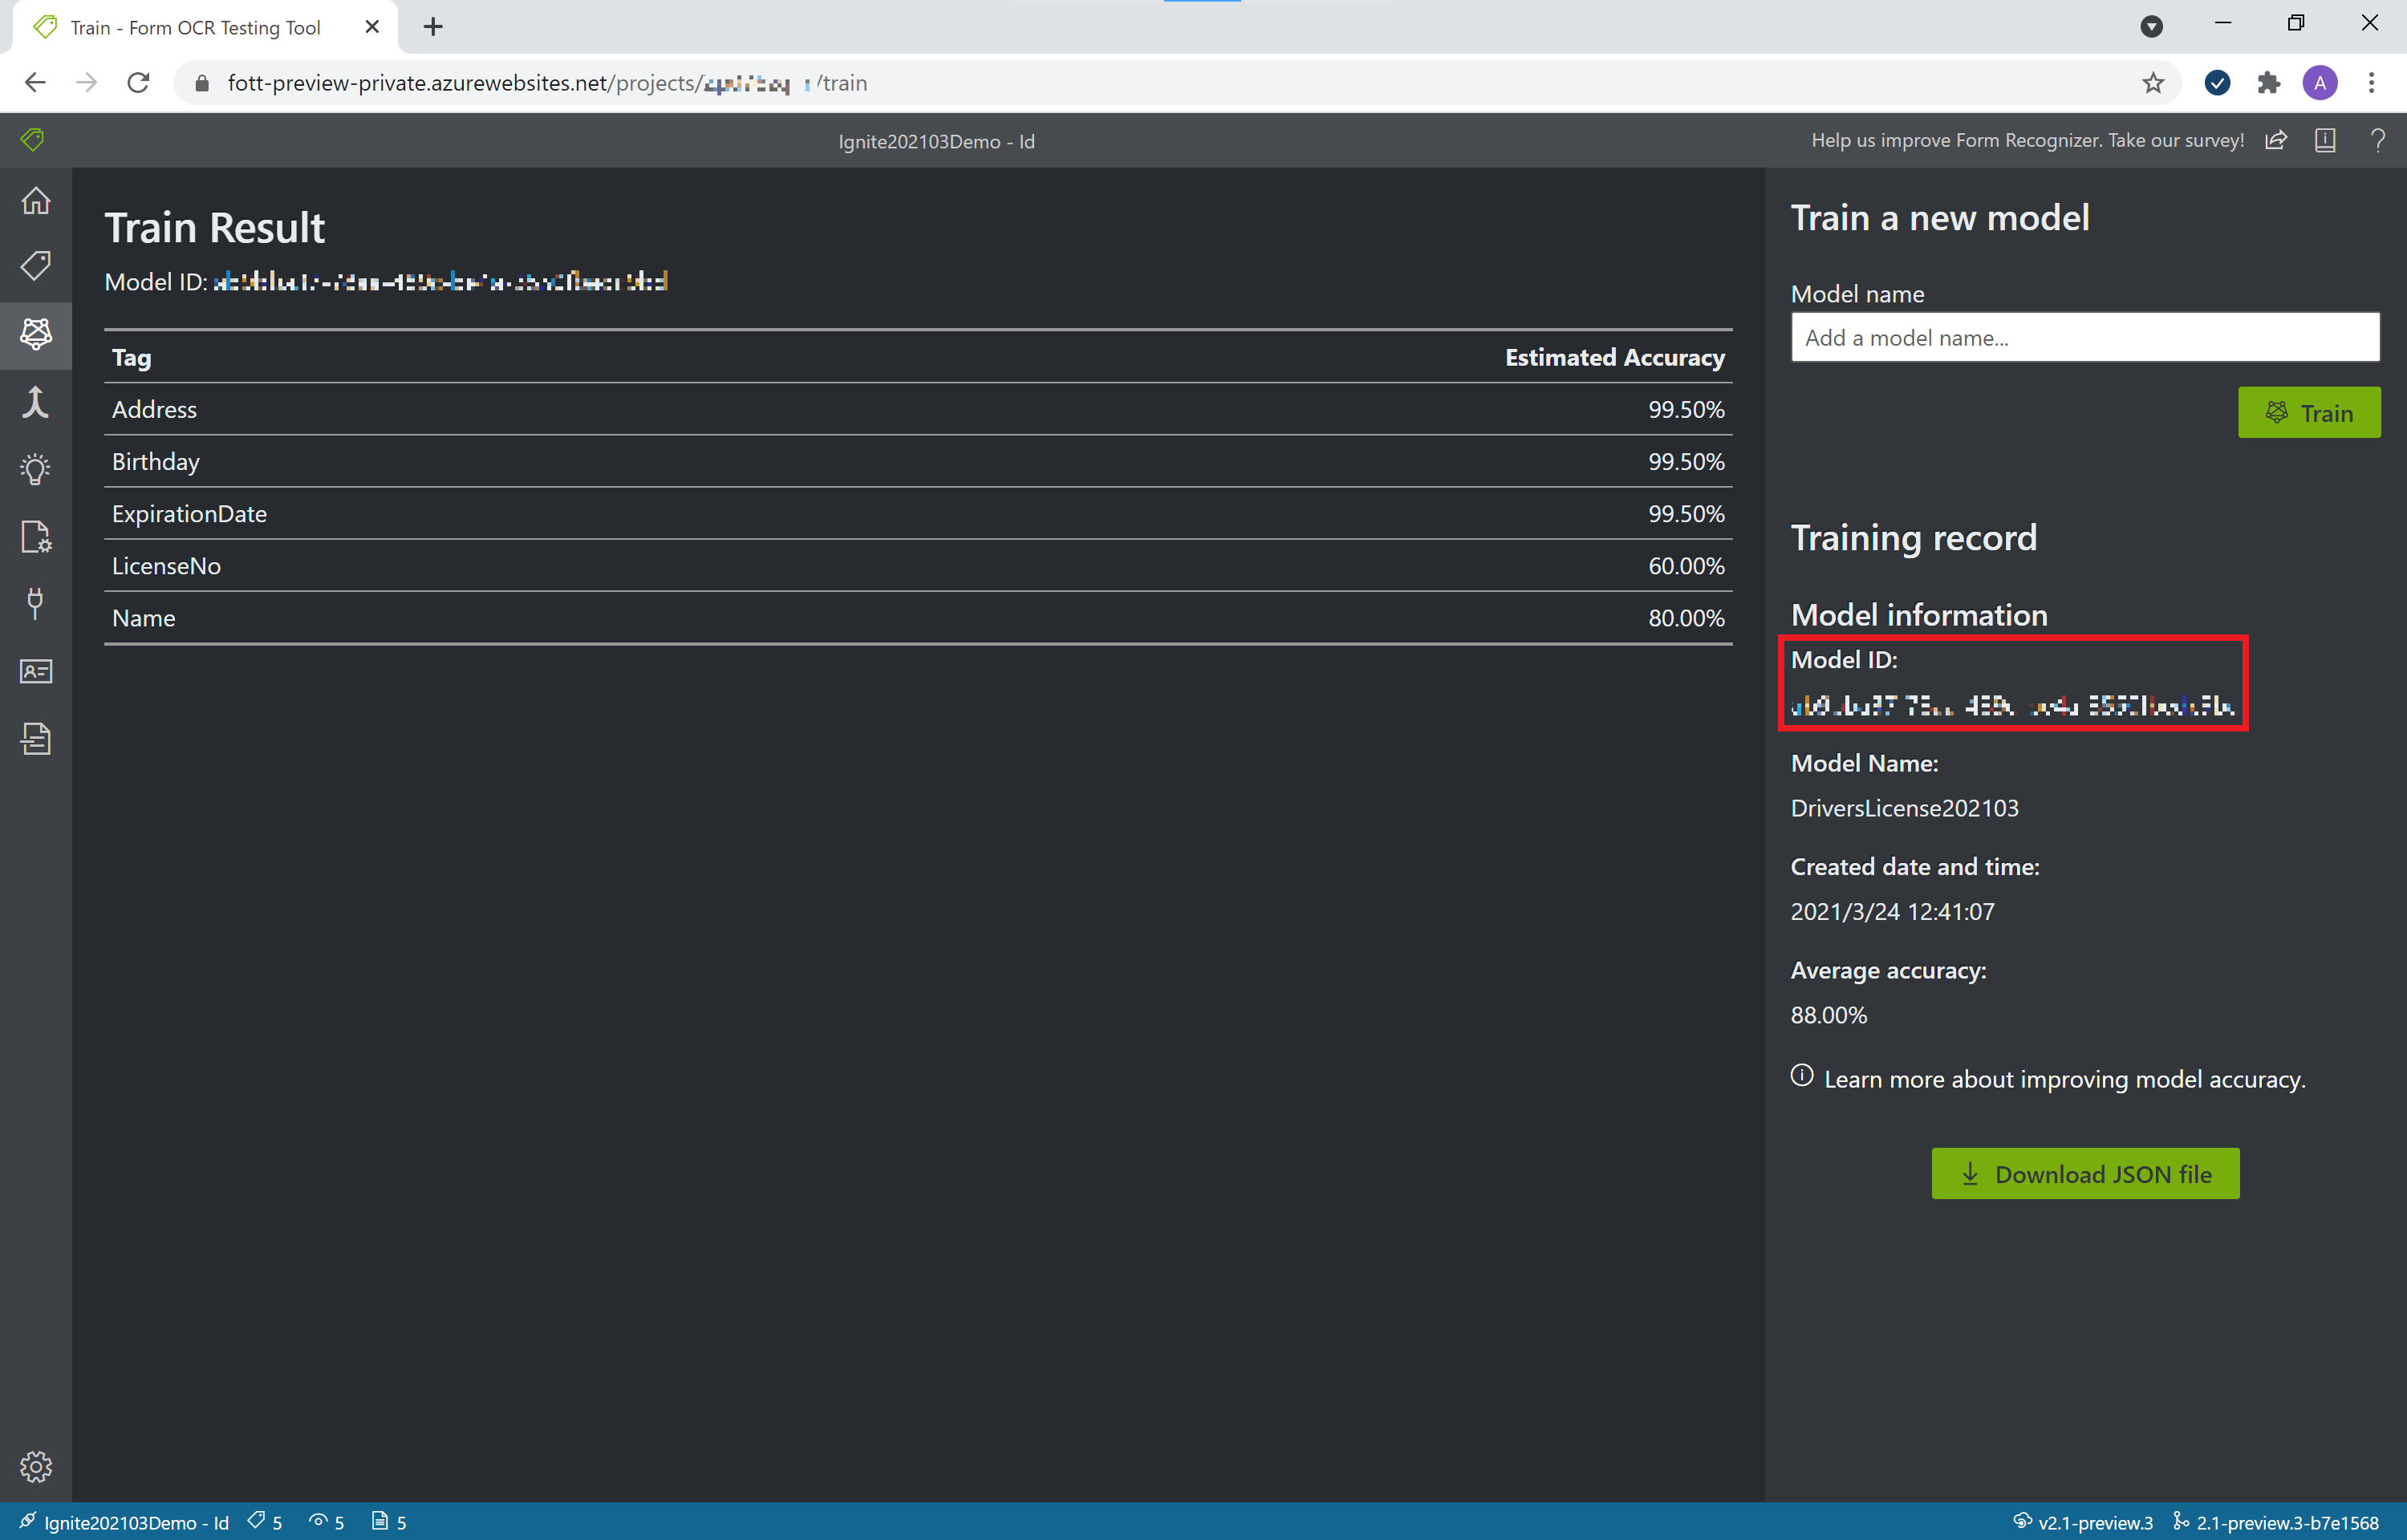 Train - Form OCR Testing Tool
fott-preview-private.azurewebsites.net/projects/ /train
A
Ignite202103Demo - Id
Help us improve Form Recognizer. Take our survey!
Train Result
Model ID:
Tag Estimated Accuracy
Address 99.50%
Birthday 99.50%
ExpirationDate 99.50%
LicenseNo 60.00%
Name 80.00%
Train a new model
Model name
Add a model name...
Train
Training record
Model information
Model ID:
Model Name:
DriversLicense202103
Created date and time:
2021/3/24 12:41:07
Average accuracy:
88.00%
Learn more about improving model accuracy.
Download JSON file
Ignite202103Demo - Id 5 5 5
v2.1-preview.3 2.1-preview.3-b7e1568